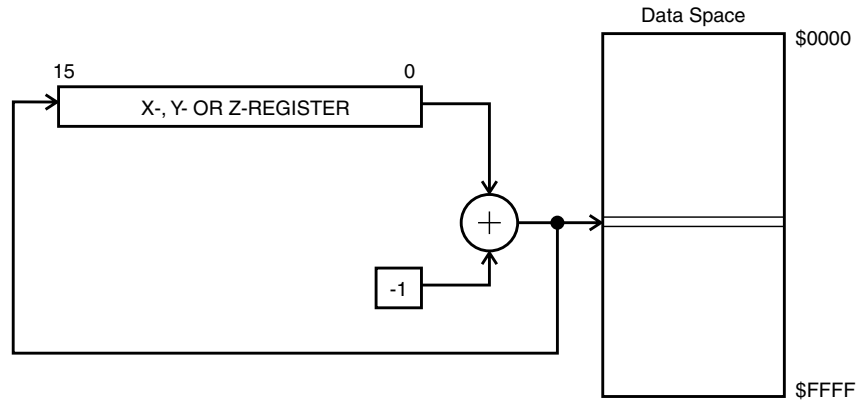 Data Space
$0000
15 0
X-, Y- OR Z-REGISTER
+
-1
$FFFF